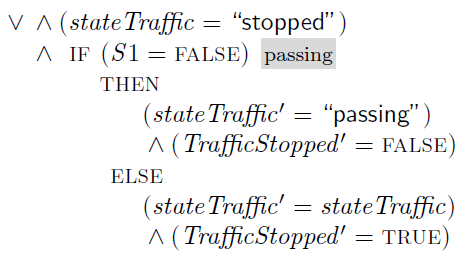 ∨ ∧ (stateTraffic = “stopped”)
∧ IF (S1 = FALSE) passing
THEN
(stateTraffic′ = “passing”)
∧ (TrafficStopped′ = FALSE)
ELSE
(stateTraffic′ = stateTraffic)
∧ (TrafficStopped′ = TRUE)